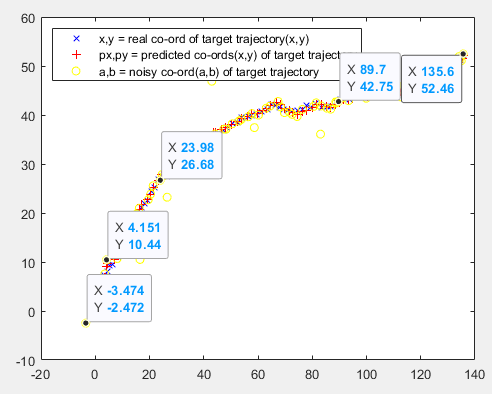 60
x,y = real co-ord of target trajectory(x,y)
px,py = predicted co-ords(x,y) of target
a,b = noisy co-ord(a,b) of target trajectory
50
X 89.7
Y 42.75
X 135.6
Y 52.46
40
30
X 23.98
Y 26.68
20
X 4.151
Y 10.44
10
0
X -3.474
Y -2.472
-10
-20
0
20
40
60
80
100
120
140